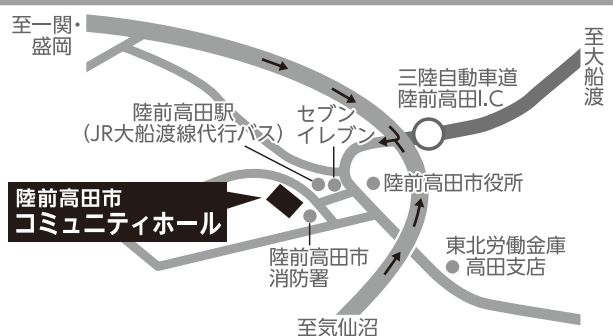 至一関・
盛岡
至大船渡
三陸自動車道
陸前高田I.C
陸前高田駅
(JR大船渡線代行バス)
セブン
イレブン
陸前高田市役所
陸前高田市
コミュニティホール
陸前高田市
消防署
東北労働金庫
高田支店
至気仙沼